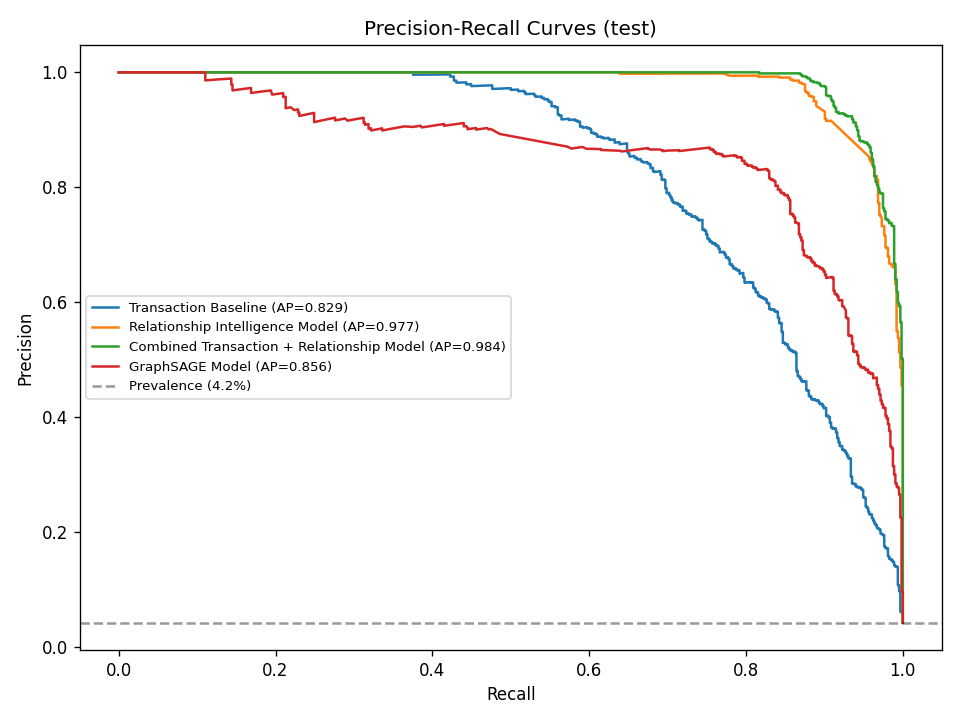 Precision-Recall Curves (test)
1.0
0.8
0.6
0.4
0.2
0.0
Precision
Transaction Baseline (AP=0.829)
Relationship Intelligence Model (AP=0.977)
Combined Transaction + Relationship Model (AP=0.984)
GraphSAGE Model (AP=0.856)
Prevalence (4.2%)
0.0 0.2 0.4 0.6 0.8 1.0
Recall